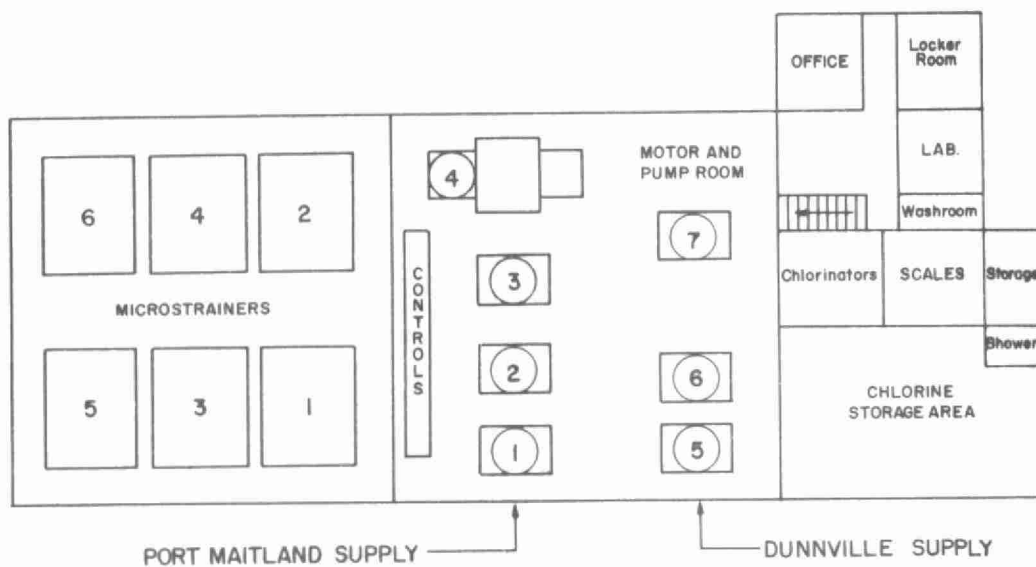 OFFICE
Locker
Room
LAB.
Washroom
MOTOR AND
PUMP ROOM
6 4 2
MICROSTRAINERS
5 3 1
CONTROLS
4
3
2
1
7
6
5
Chlorinators
SCALES
Storage
Shower
CHLORINE
STORAGE AREA
PORT MAITLAND SUPPLY
DUNNVILLE SUPPLY